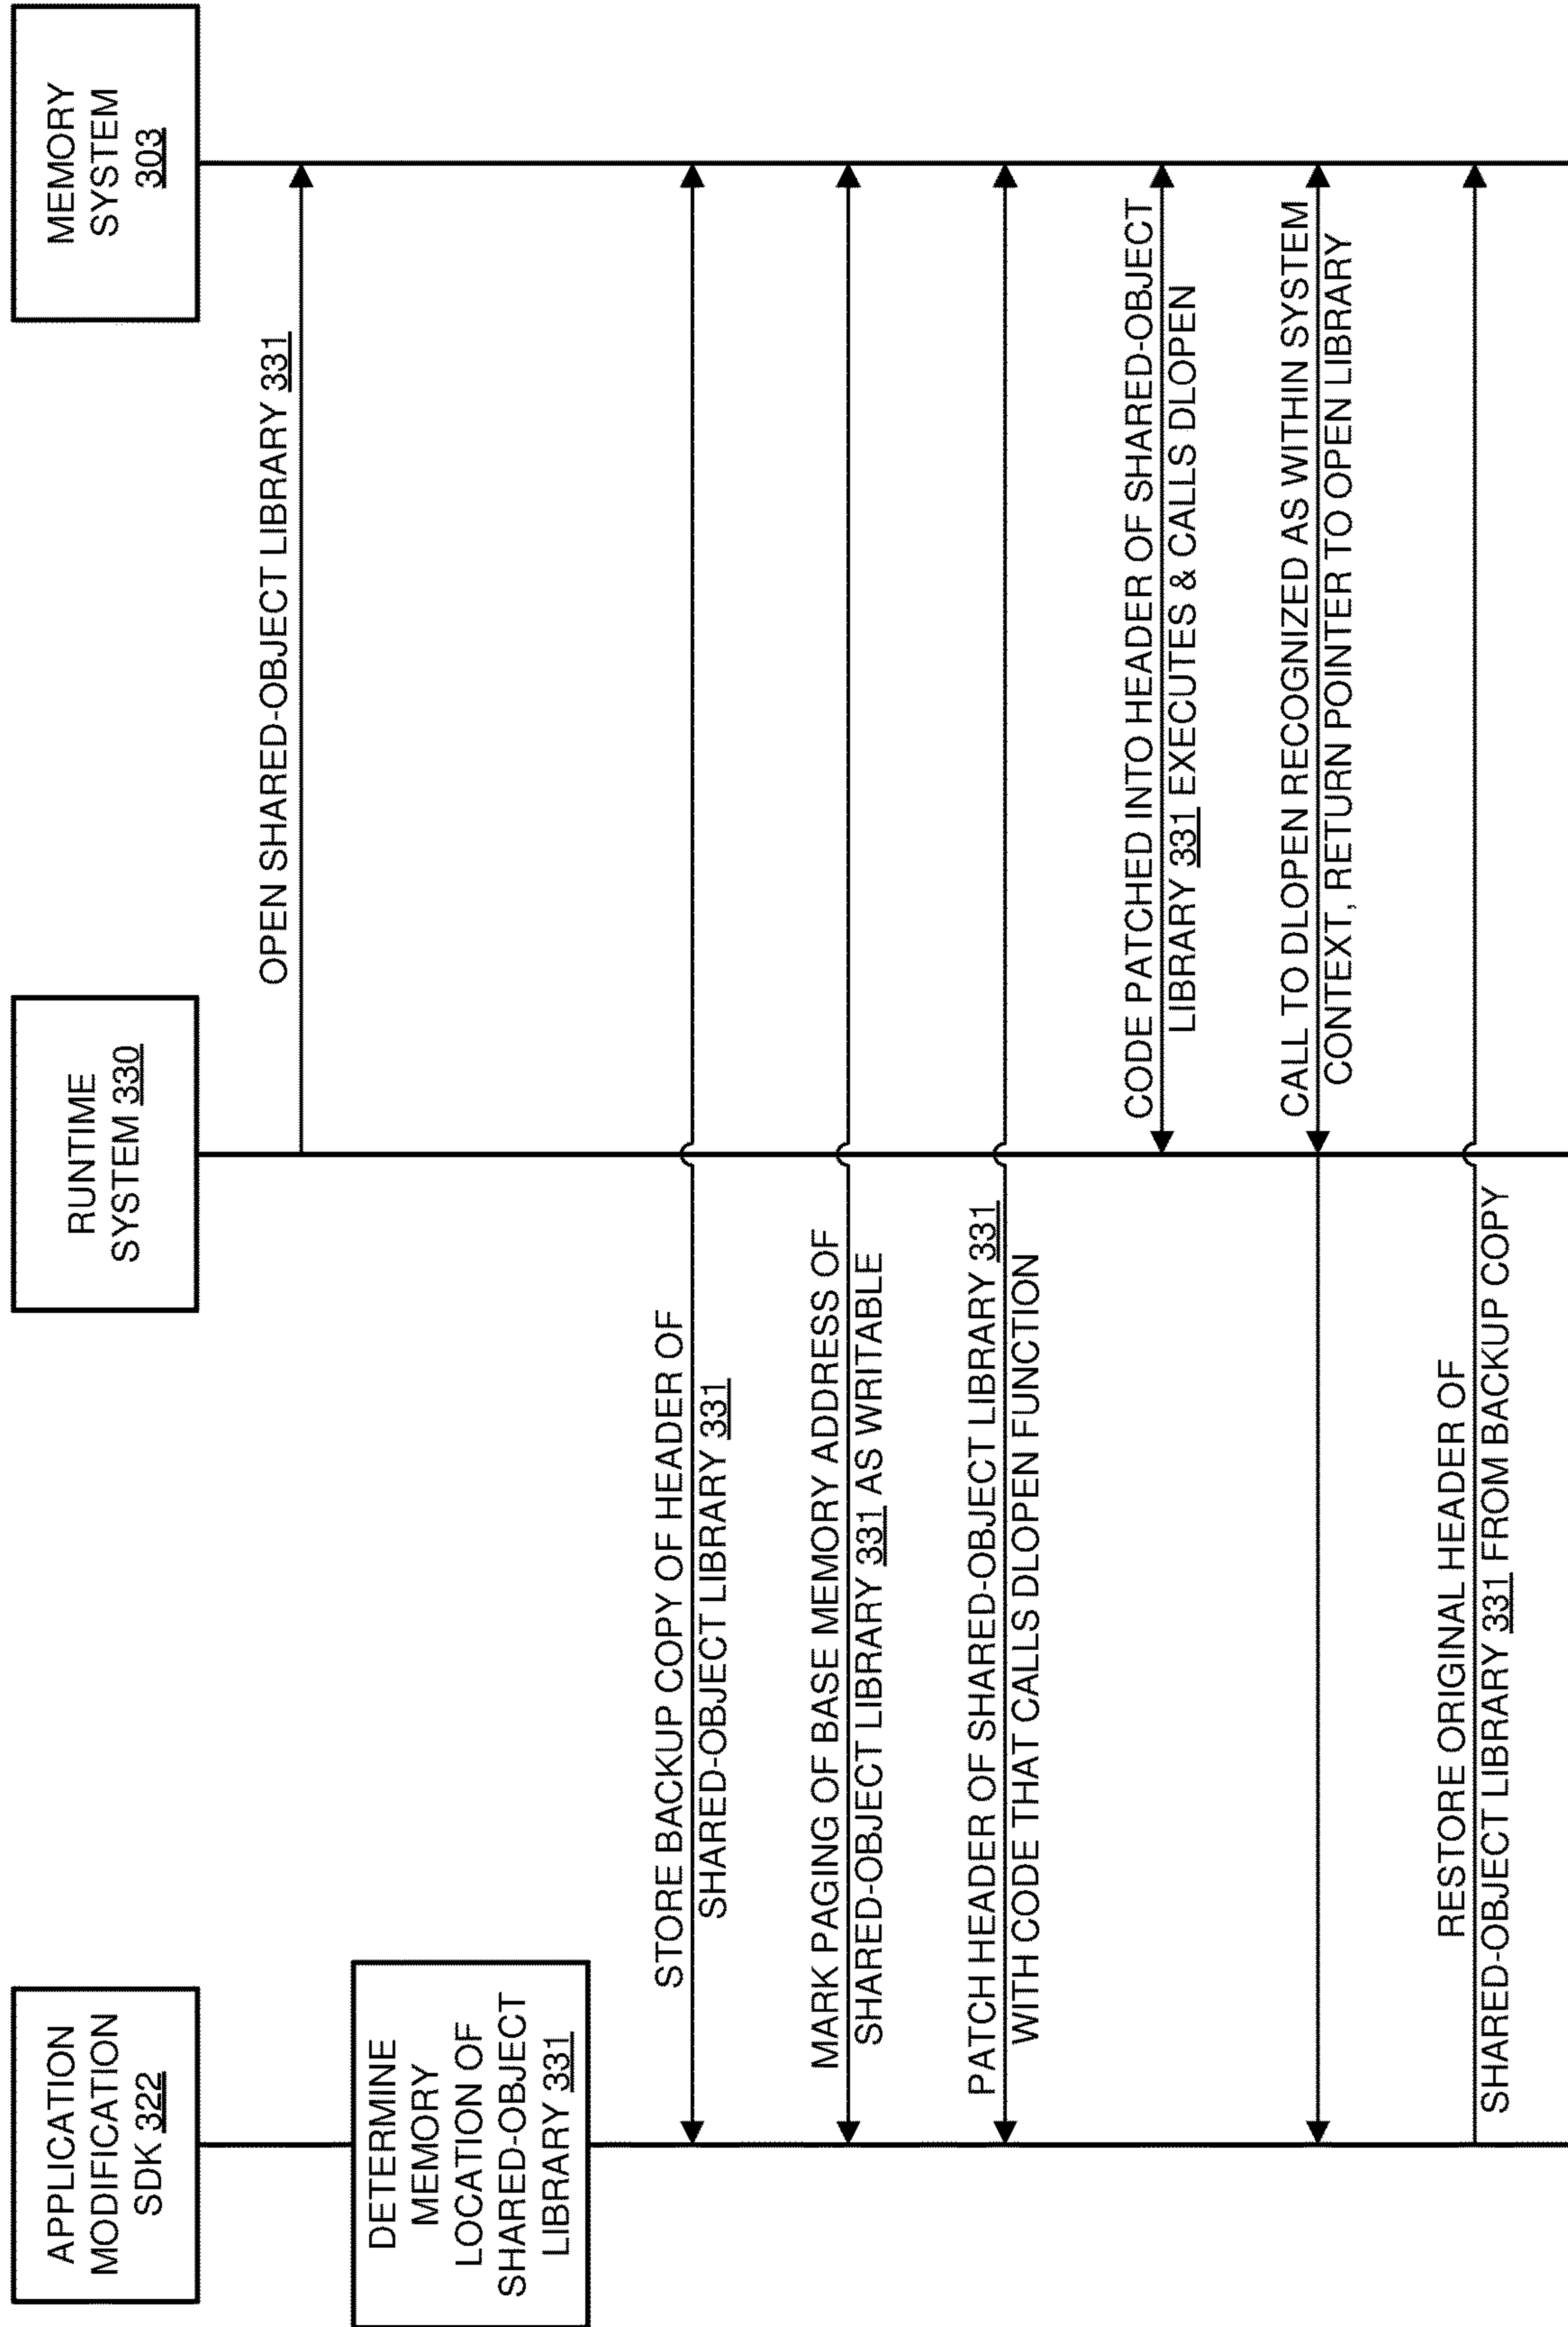 APPLICATION
MODIFICATION
SDK 322
RUNTIME
SYSTEM 330
MEMORY
SYSTEM
303
OPEN SHARED-OBJECT LIBRARY 331
DETERMINE
MEMORY
LOCATION OF
SHARED-OBJECT
LIBRARY 331
STORE BACKUP COPY OF HEADER OF
SHARED-OBJECT LIBRARY 331
MARK PAGING OF BASE MEMORY ADDRESS OF
SHARED-OBJECT LIBRARY 331 AS WRITABLE
PATCH HEADER OF SHARED-OBJECT LIBRARY 331
WITH CODE THAT CALLS DLOPEN FUNCTION
CODE PATCHED INTO HEADER OF SHARED-OBJECT
LIBRARY 331 EXECUTES & CALLS DLOPEN
CALL TO DLOPEN RECOGNIZED AS WITHIN SYSTEM
CONTEXT, RETURN POINTER TO OPEN LIBRARY
RESTORE ORIGINAL HEADER OF
SHARED-OBJECT LIBRARY 331 FROM BACKUP COPY